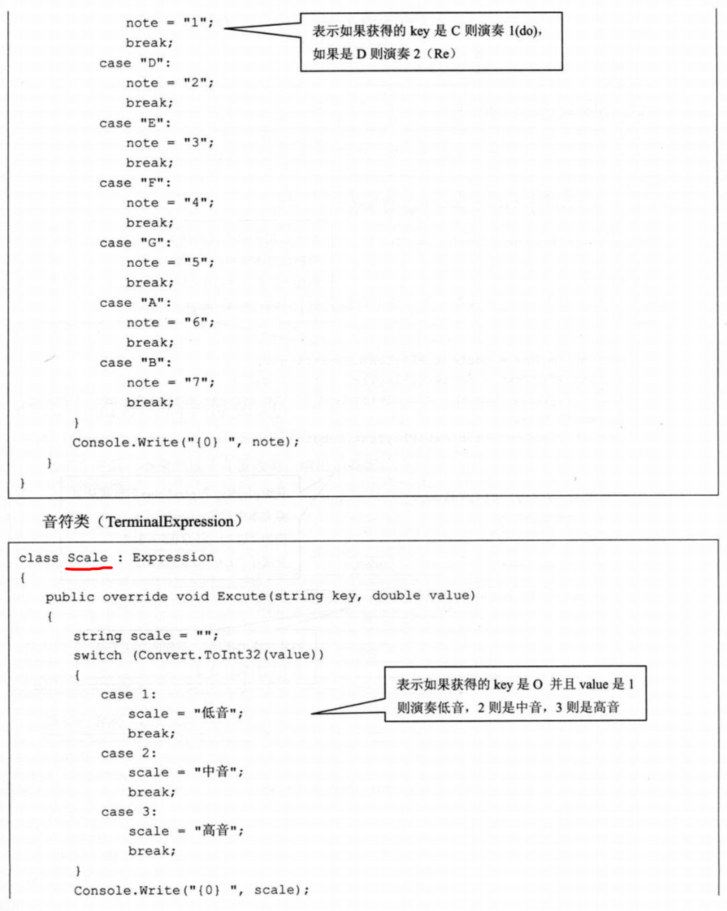 note = "1";
break;
表示如果获得的 key 是 C 则演奏 1(do),
如果是 D 则演奏 2（Re）
case "D":
note = "2";
break;
case "E":
note = "3";
break;
case "F":
note = "4";
break;
case "G":
note = "5";
break;
case "A":
note = "6";
break;
case "B":
note = "7";
break;
}
Console.Write("{0} ", note);
}
}
音符类（TerminalExpression）
class Scale : Expression
{
public override void Excute(string key, double value)
{
string scale = "";
switch (Convert.ToInt32(value))
{
case 1:
scale = "低音";
break;
表示如果获得的 key 是 O 并且 value 是 1
则演奏低音，2 则是中音，3 则是高音
case 2:
scale = "中音";
break;
case 3:
scale = "高音";
break;
}
Console.Write("{0} ", scale);